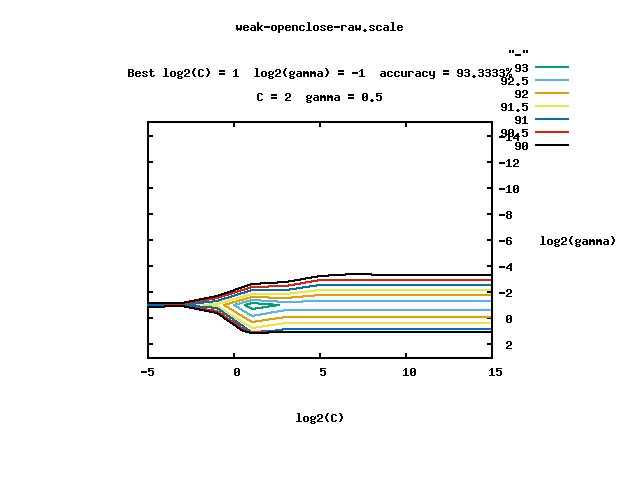 weak-openclose-raw.scale
"-"
Best log2(C) = 1  log2(gamma) = -1  accuracy = 93.3333%
93
92.5
C = 2  gamma = 0.5
92
91.5
91
90.5
90
-14
-12
-10
-8
-6
log2(gamma)
-4
-2
0
2
-5 0 5 10 15
log2(C)